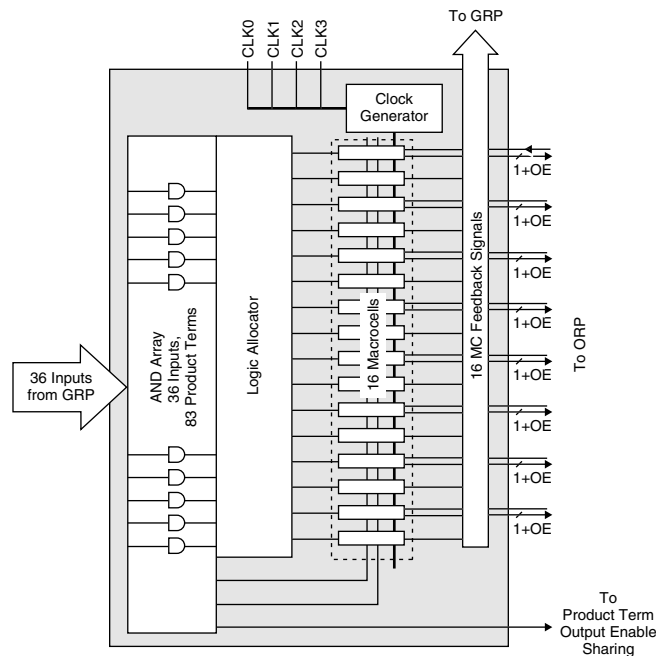 To GRP
CLK0
CLK1
CLK2
CLK3
Clock
Generator
1+OE
1+OE
1+OE
1+OE
1+OE
1+OE
1+OE
1+OE
36 Inputs
from GRP
AND Array
36 Inputs,
83 Product Terms
Logic Allocator
16 Macrocells
16 MC Feedback Signals
To ORP
To
Product Term
Output Enable
Sharing